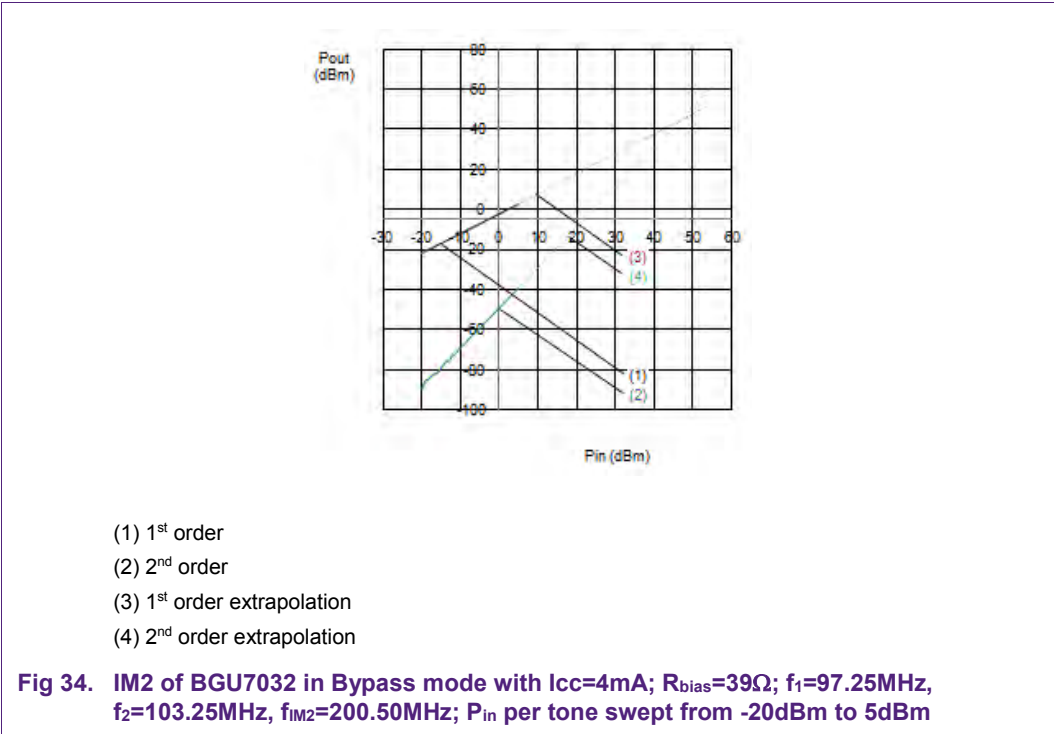 Pout
(dBm)
80
60
40
20
0
-30 -20 -10 0 10 20 30 40 50 60
-20
(3)
(4)
-40
-60
-80
(1)
(2)
-100
Pin (dBm)
(1) 1st order
(2) 2nd order
(3) 1st order extrapolation
(4) 2nd order extrapolation
Fig 34. IM2 of BGU7032 in Bypass mode with Icc=4mA; Rbias=39Ω; f1=97.25MHz,
f2=103.25MHz, fIM2=200.50MHz; Pin per tone swept from -20dBm to 5dBm